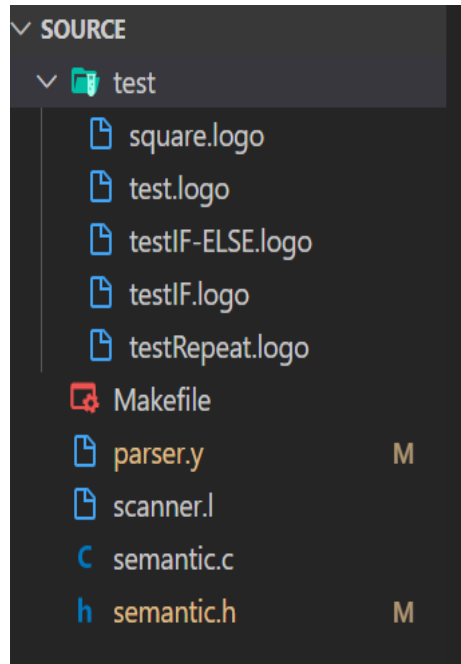 SOURCE
test
square.logo
test.logo
testIF-ELSE.logo
testIF.logo
testRepeat.logo
Makefile
parser.y M
scanner.l
C semantic.c
h semantic.h M